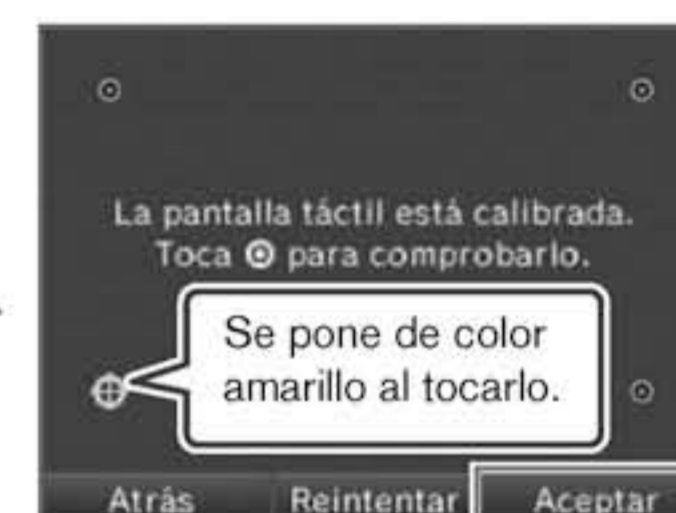 La pantalla táctil está calibrada.
Toca para comprobarlo.
Se pone de color
amarillo al tocarlo.
Atrás Reintentar Aceptar